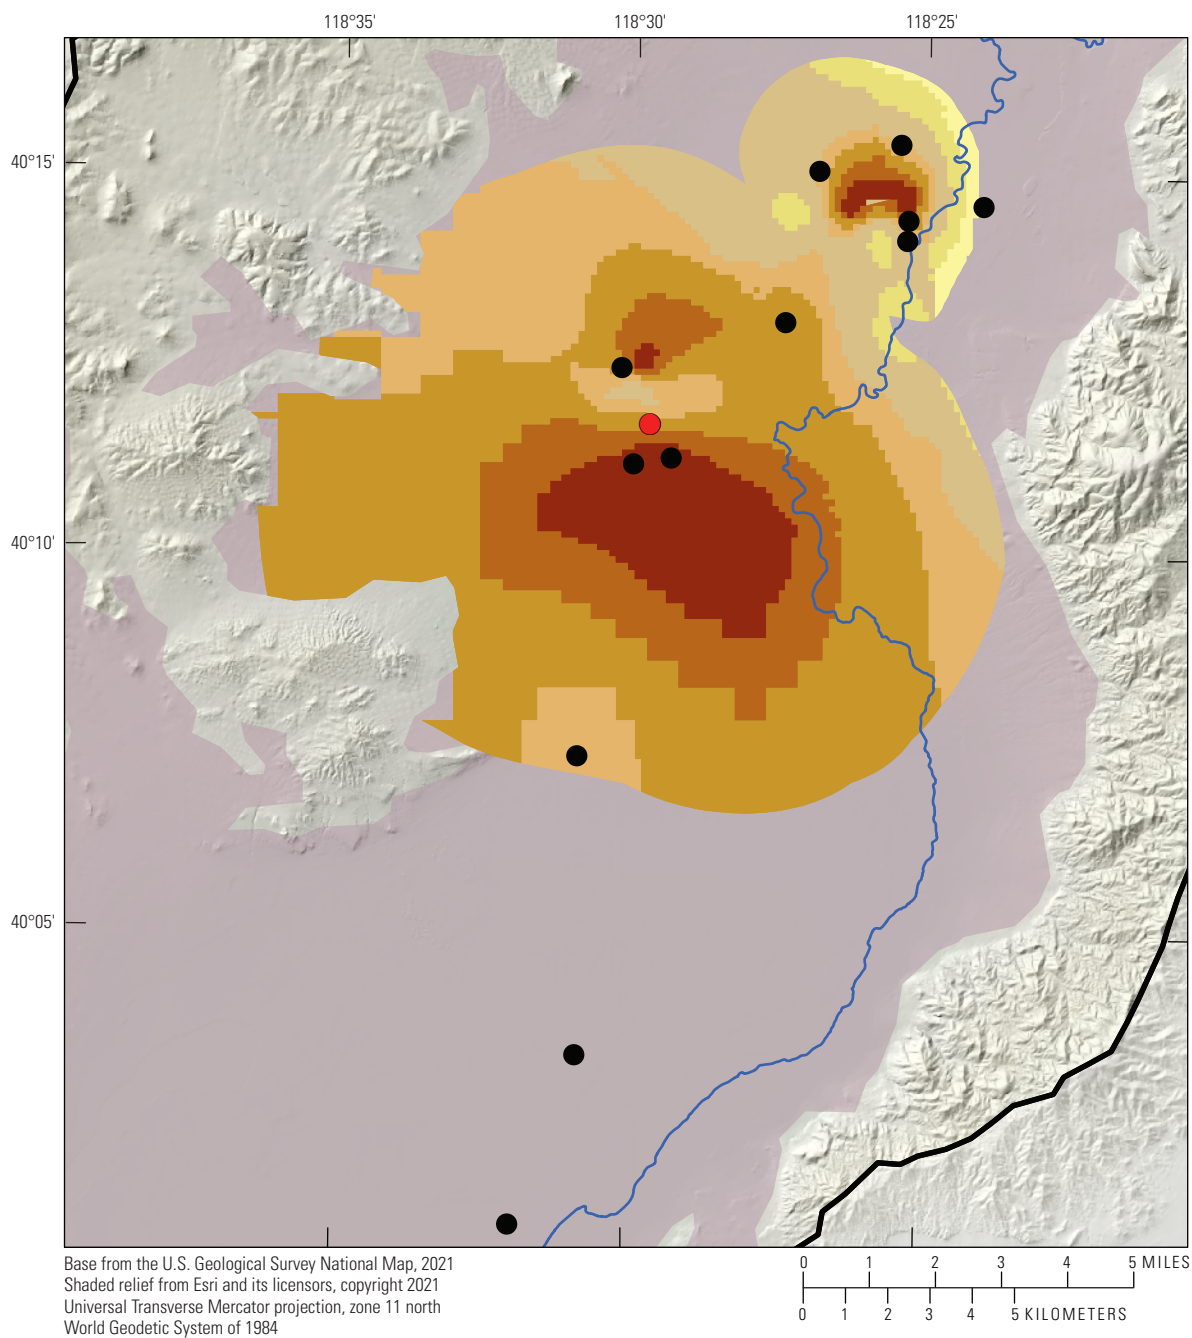 118°35' 118°30' 118°25'
40°15'
40°10'
40°05'
Base from the U.S. Geological Survey National Map, 2021
Shaded relief from Esri and its licensors, copyright 2021
Universal Transverse Mercator projection, zone 11 north
World Geodetic System of 1984
0 1 2 3 4 5 MILES
0 1 2 3 4 5 KILOMETERS